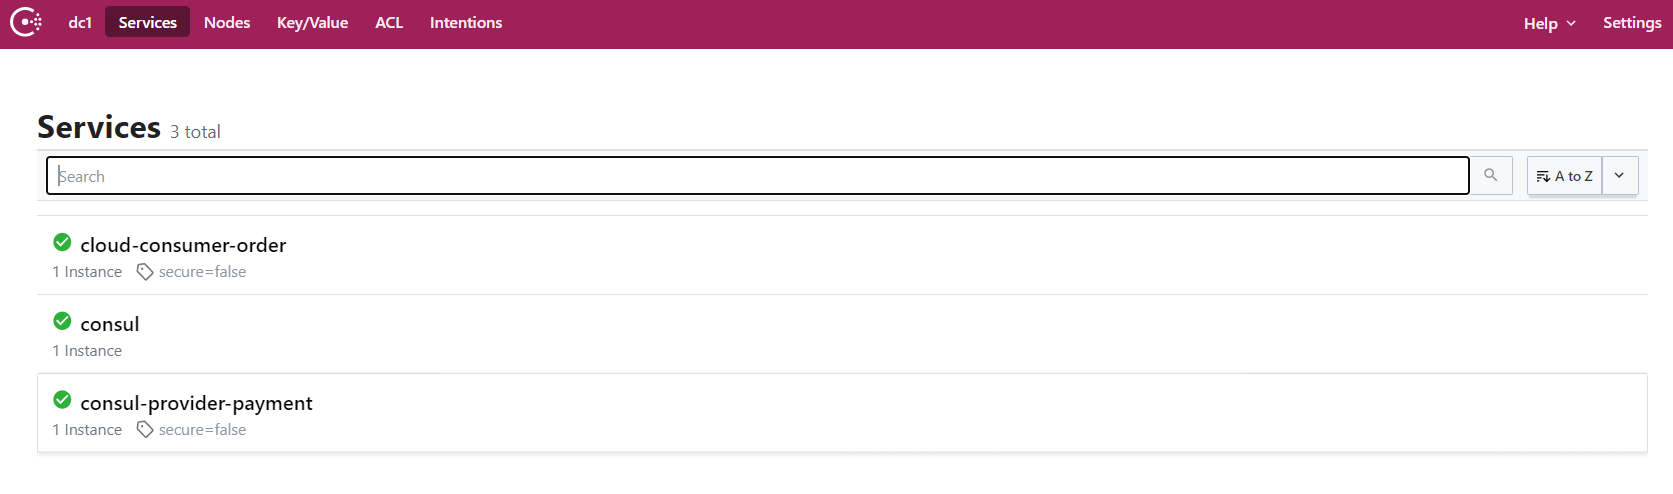 dc1 Services Nodes Key/Value ACL Intentions Help Settings
Services 3 total
Search A to Z
cloud-consumer-order
1 Instance secure=false
consul
1 Instance
consul-provider-payment
1 Instance secure=false